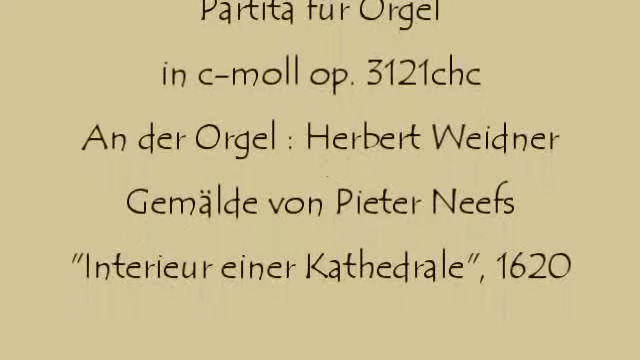 Partita für Orgel
in c-moll op. 3121chc
An der Orgel : Herbert Weidner
Gemälde von Pieter Neefs
"Interieur einer Kathedrale", 1620